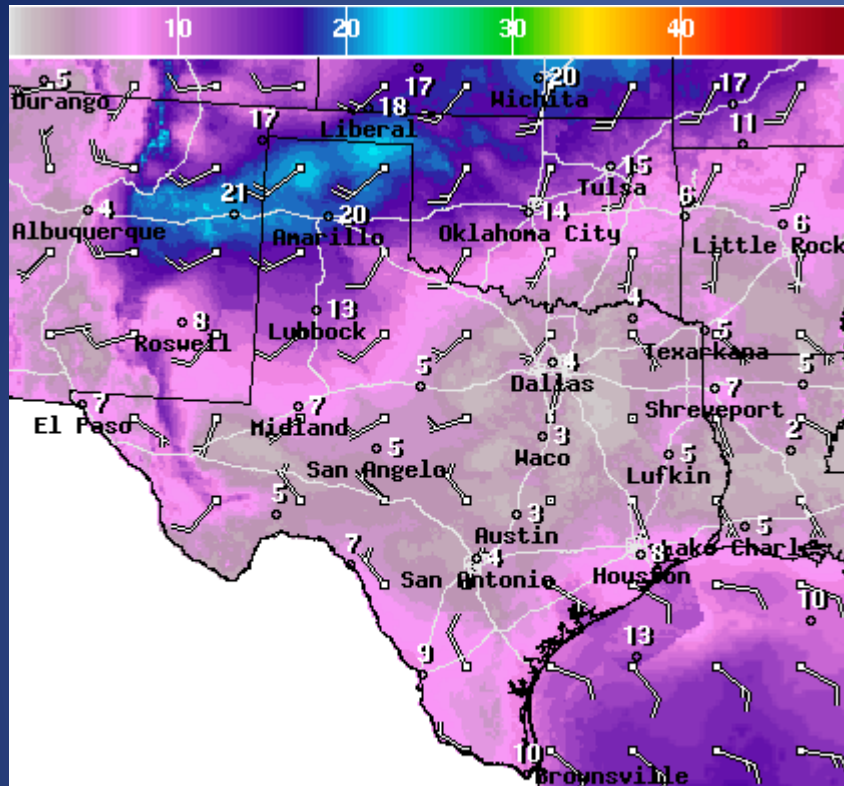 10 20 30 40
5 17 20 17
Durango Wichita
18
17 Liberal 11
15
Tulsa
4 21 20 14 6 6
Albuquerque Amarillo Oklahoma City Little Rock
8 13 4 5
Roswell Lubbock Texarkana
5 4 5
Dallas
7 7 7
El Paso Midland Shreveport
5 3 5 2
San Angelo Waco Lufkin
5 3 5
Austin Lake Charles
7 4 8
San Antonio Houston
10
9 13
10
Brownsville